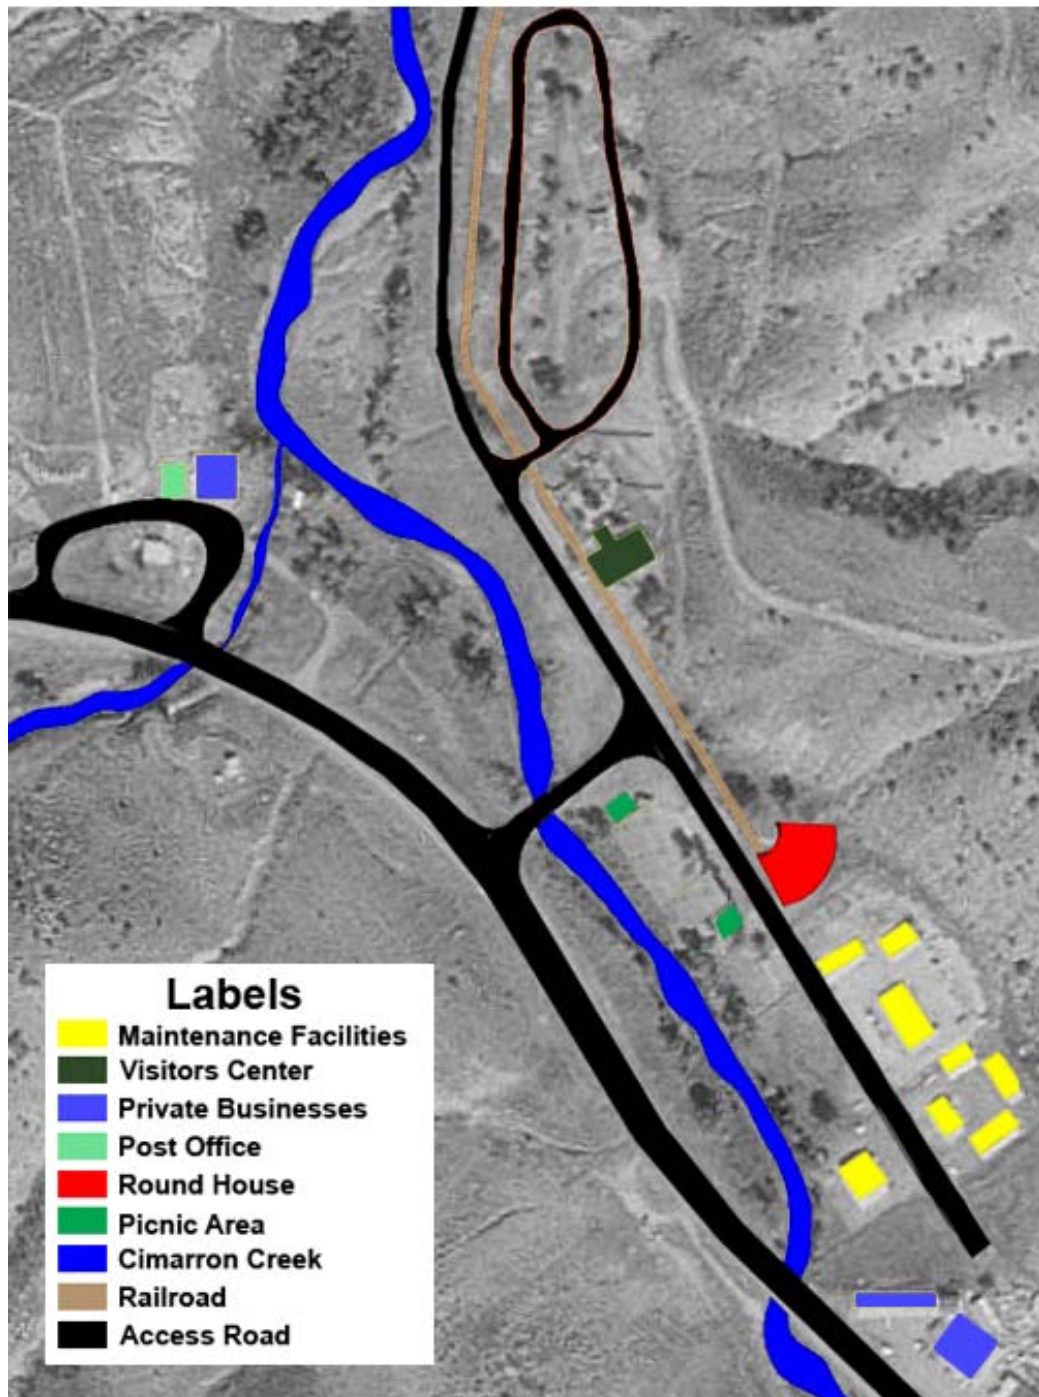 Labels
Maintenance Facilities
Visitors Center
Private Businesses
Post Office
Round House
Picnic Area
Cimarron Creek
Railroad
Access Road